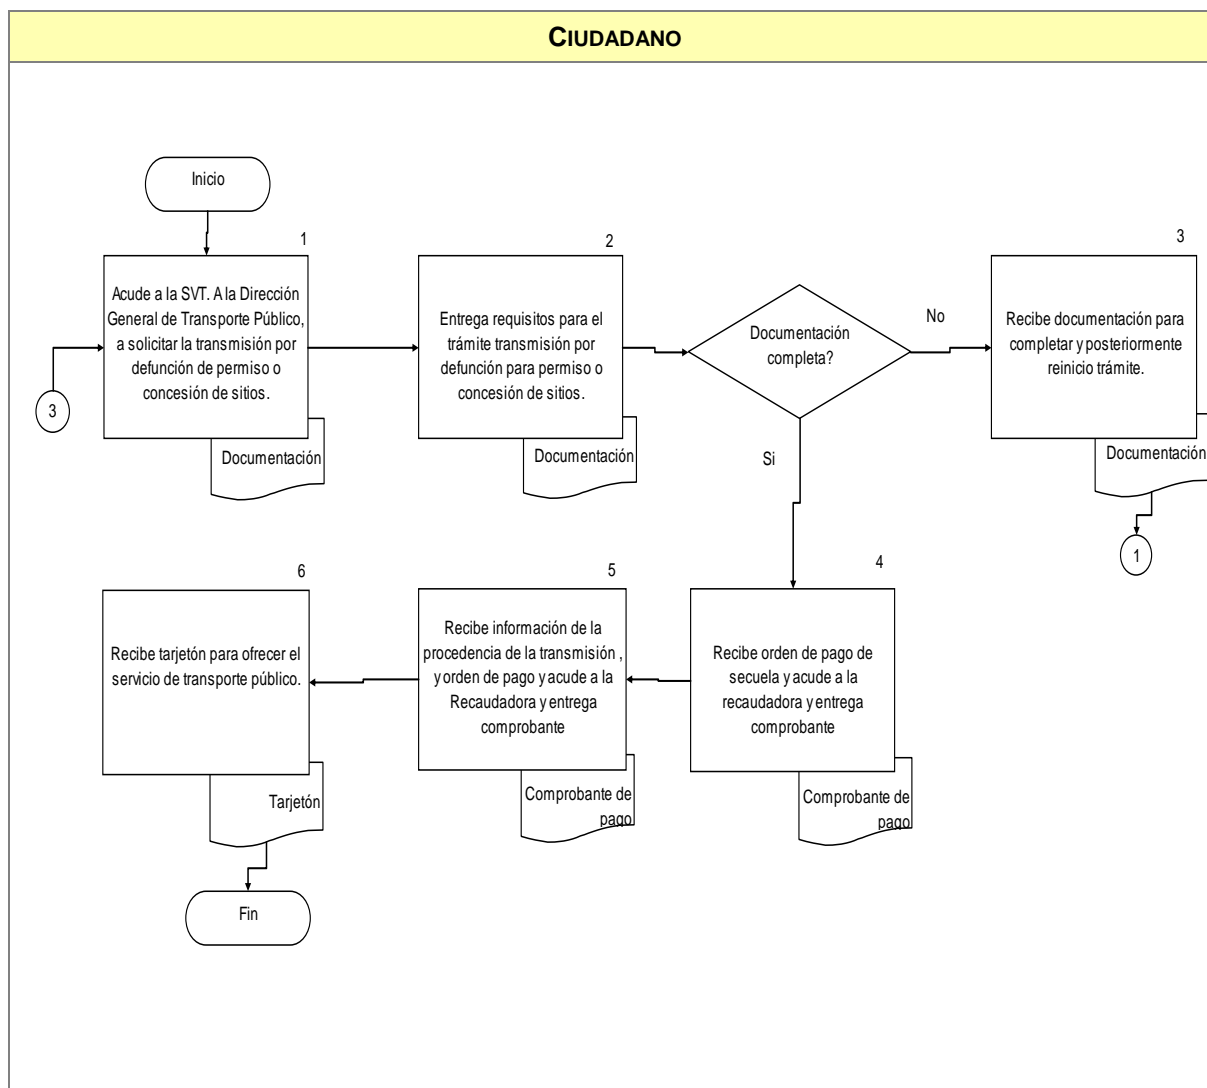 CIUDADANO
Inicio
1
Acude a la SVT. A la Dirección
General de Transporte Público,
a solicitar la transmisión por
defunción de permiso o
concesión de sitios.
Documentación
3
2
Entrega requisitos para el
trámite transmisión por
defunción para permiso o
concesión de sitios.
Documentación
Documentación
completa?
No
Si
3
Recibe documentación para
completar y posteriormente
reinicio trámite.
Documentación
1
4
Recibe orden de pago de
secuela y acude a la
recaudadora y entrega
comprobante
Comprobante de
pago
5
Recibe información de la
procedencia de la transmisión ,
y orden de pago y acude a la
Recaudadora y entrega
comprobante
Comprobante de
pago
6
Recibe tarjetón para ofrecer el
servicio de transporte público.
Tarjetón
Fin